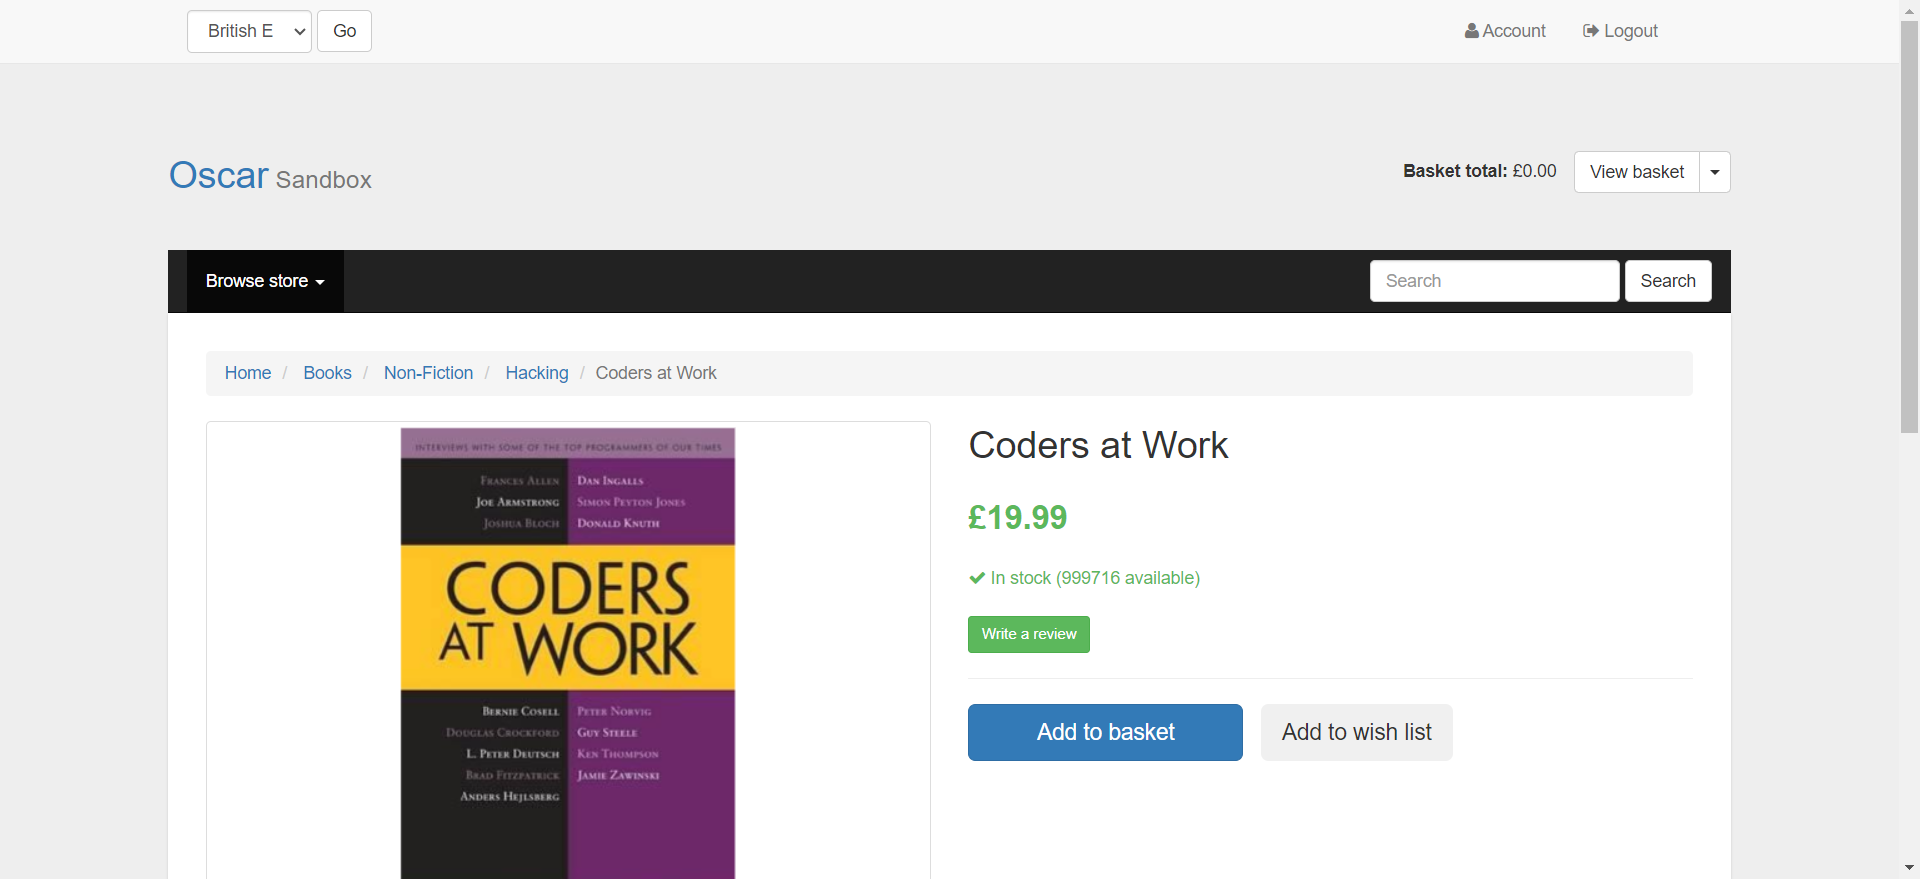 British E
Go
Account
Logout
Oscar Sandbox
Basket total: £0.00
View basket
Browse store
Search
Search
Home / Books / Non-Fiction / Hacking / Coders at Work
INTERVIEWS WITH SOME OF THE TOP PROGRAMMERS OF OUR TIMES
FRANCES ALLEN
JOE ARMSTRONG
JOSHUA BLOCH
DAN INGALLS
SIMON PEYTON JONES
DONALD KNUTH
CODERS
AT WORK
BERNIE COSELL
DOUGLAS CROCKFORD
L. PETER DEUTSCH
BRAD FITZPATRICK
ANDERS HEJLSBERG
PETER NORVIG
GUY STEELE
KEN THOMPSON
JAMIE ZAWINSKI
Coders at Work
£19.99
In stock (999716 available)
Write a review
Add to basket
Add to wish list